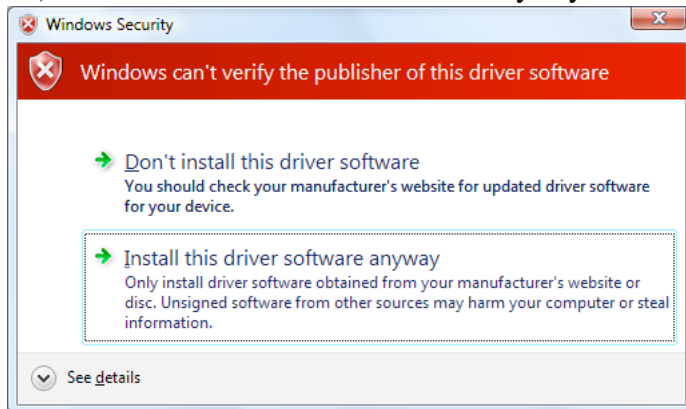 Windows Security
Windows can't verify the publisher of this driver software
Don't install this driver software
You should check your manufacturer's website for updated driver software
for your device.
Install this driver software anyway
Only install driver software obtained from your manufacturer's website or
disc. Unsigned software from other sources may harm your computer or steal
information.
See details